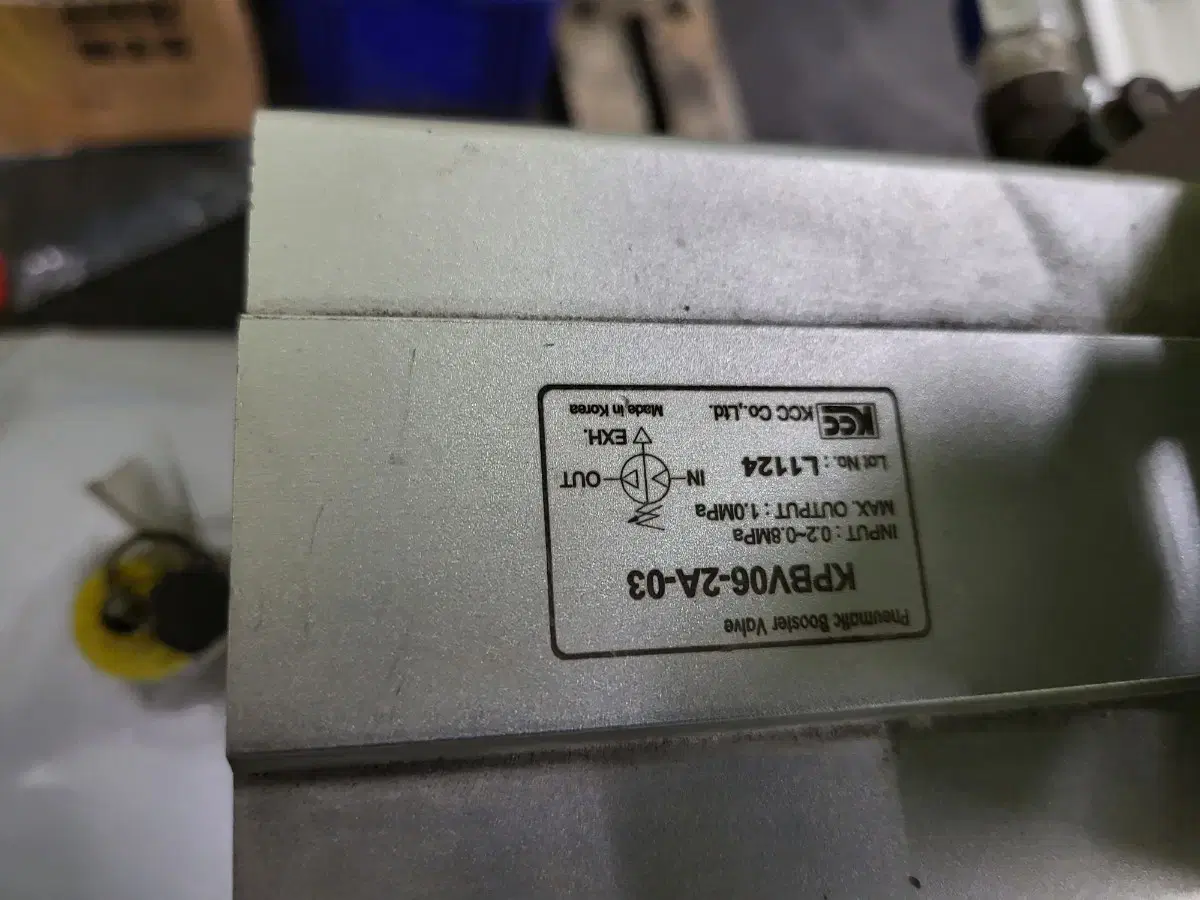 Pneumatic Booster Valve
KPBV06-2A-03
INPUT : 0.2~0.8MPa
MAX. OUTPUT : 1.0MPa
Lot No. : L1124
IN
OUT
EXH.
KCC KCC Co.,Ltd.
Made in Korea